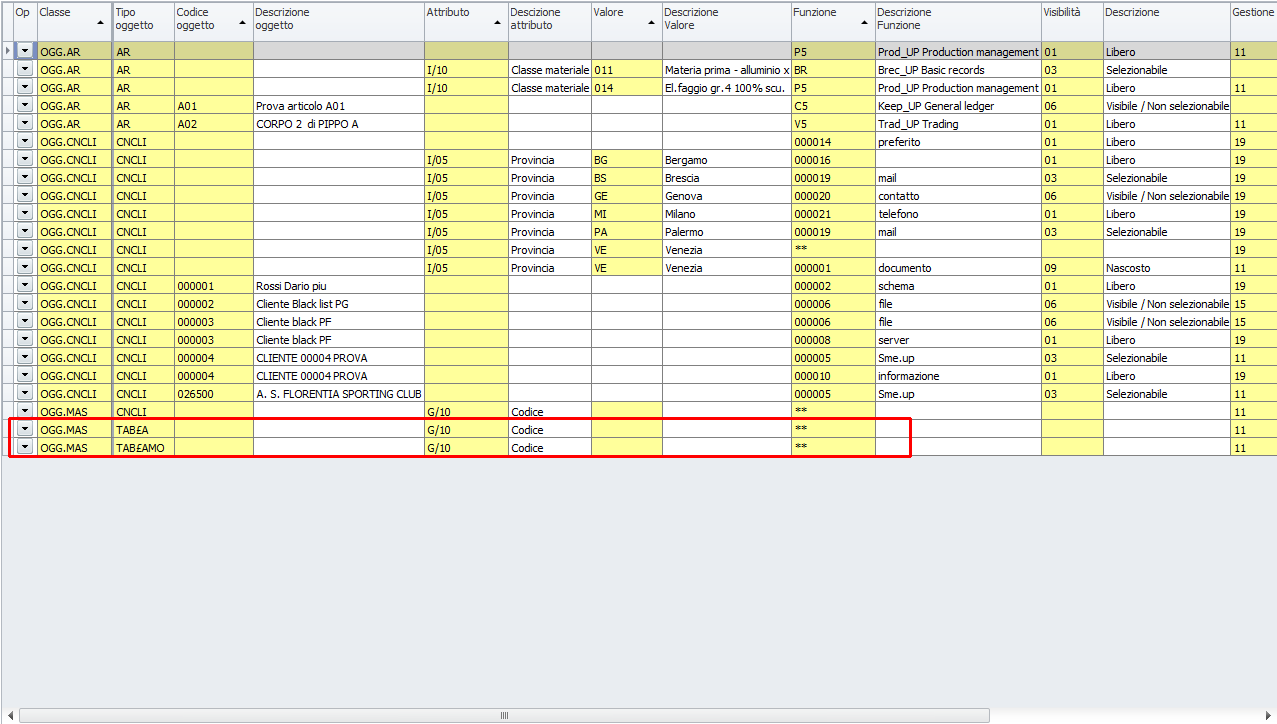 Op Classe Tipo oggetto Codice oggetto Descrizione oggetto Attributo Descizione attributo Valore Descrizione Valore Funzione Descrizione Funzione Visibilità Descrizione Gestione
OGG.AR AR P5 Prod_UP Production management 01 Libero 11
OGG.AR AR I/10 Classe materiale 011 Materia prima - alluminio x BR Brec_UP Basic records 03 Selezionabile
OGG.AR AR I/10 Classe materiale 014 El.faggio gr.4 100% scu. P5 Prod_UP Production management 01 Libero 11
OGG.AR AR A01 Prova articolo A01 C5 Keep_UP General ledger 06 Visibile / Non selezionabile
OGG.AR AR A02 CORPO 2 di PIPPO A V5 Trad_UP Trading 01 Libero 11
OGG.CNCLI CNCLI 000014 preferito 01 Libero 19
OGG.CNCLI CNCLI I/05 Provincia BG Bergamo 000016 01 Libero 19
OGG.CNCLI CNCLI I/05 Provincia BS Brescia 000019 mail 03 Selezionabile 19
OGG.CNCLI CNCLI I/05 Provincia GE Genova 000020 contatto 06 Visibile / Non selezionabile 19
OGG.CNCLI CNCLI I/05 Provincia MI Milano 000021 telefono 01 Libero 19
OGG.CNCLI CNCLI I/05 Provincia PA Palermo 000019 mail 03 Selezionabile 19
OGG.CNCLI CNCLI I/05 Provincia VE Venezia ** 19
OGG.CNCLI CNCLI I/05 Provincia VE Venezia 000001 documento 09 Nascosto 11
OGG.CNCLI CNCLI 000001 Rossi Dario piu 000002 schema 01 Libero 19
OGG.CNCLI CNCLI 000002 Cliente Black list PG 000006 file 06 Visibile / Non selezionabile 15
OGG.CNCLI CNCLI 000003 Cliente black PF 000006 file 06 Visibile / Non selezionabile 15
OGG.CNCLI CNCLI 000003 Cliente black PF 000008 server 01 Libero 19
OGG.CNCLI CNCLI 000004 CLIENTE 00004 PROVA 000005 Sme.up 03 Selezionabile 11
OGG.CNCLI CNCLI 000004 CLIENTE 00004 PROVA 000010 informazione 01 Libero 19
OGG.CNCLI CNCLI 026500 A. S. FLORENTIA SPORTING CLUB 000005 Sme.up 03 Selezionabile 11
OGG.MAS CNCLI G/10 Codice ** 11
OGG.MAS TAB£A G/10 Codice ** 11
OGG.MAS TAB£AMO G/10 Codice ** 11